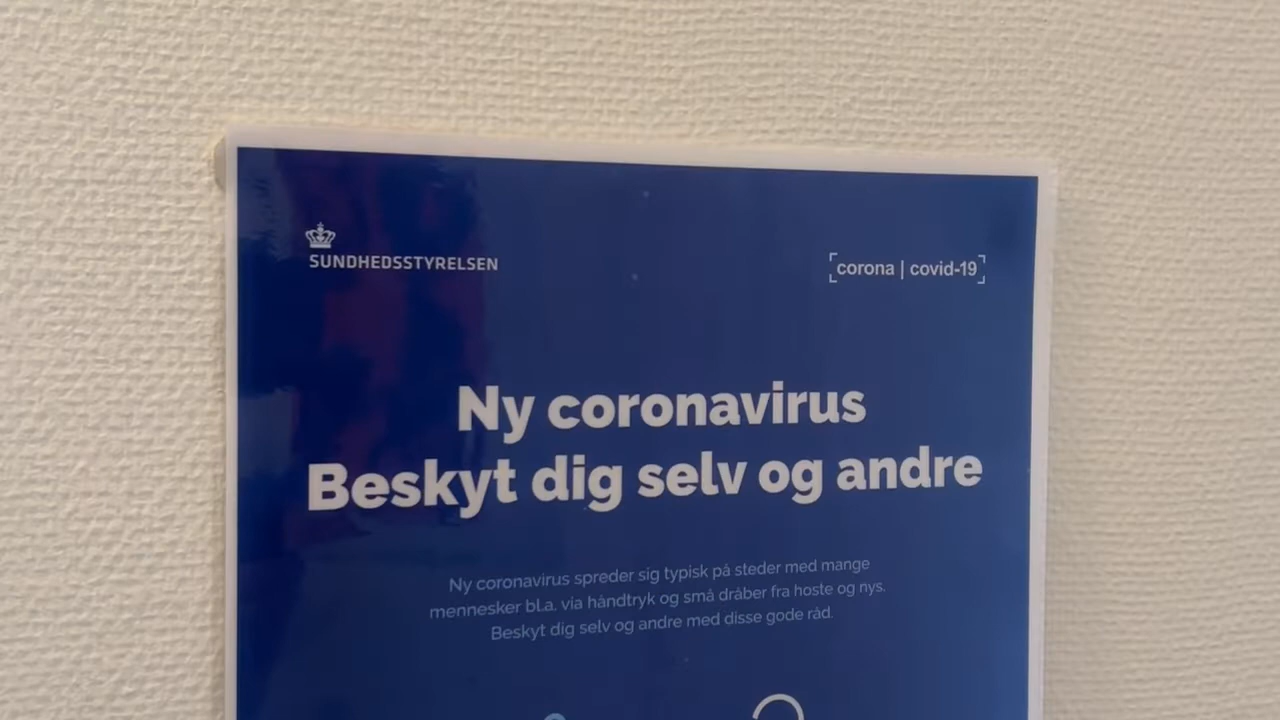 SUNDHEDSSTYRELSEN
corona | covid-19
Ny coronavirus
Beskyt dig selv og andre
Ny coronavirus spreder sig typisk på steder med mange
mennesker bl.a. via håndtryk og små dråber fra hoste og nys.
Beskyt dig selv og andre med disse gode råd.